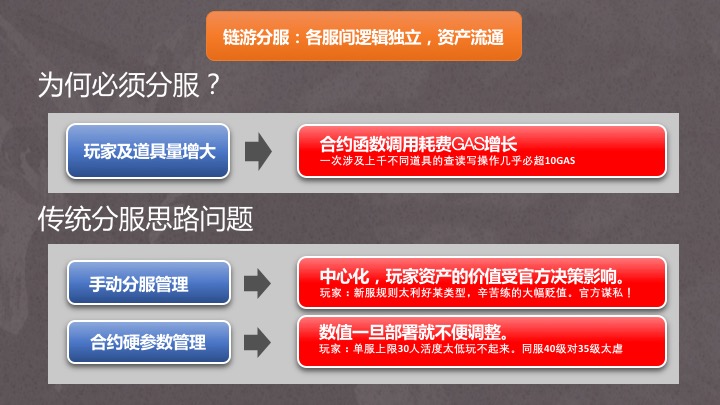 链游分服：各服间逻辑独立，资产流通
为何必须分服？
玩家及道具量增大
合约函数调用耗费GAS增长
一次涉及上千不同道具的查读写操作几乎必超10GAS
传统分服思路问题
手动分服管理
中心化，玩家资产的价值受官方决策影响。
玩家：新服规则太利好某类型，辛苦练的大幅贬值。官方谋私！
合约硬参数管理
数值一旦部署就不便调整。
玩家：单服上限30人活度太低玩不起来。同服40级对35级太虐